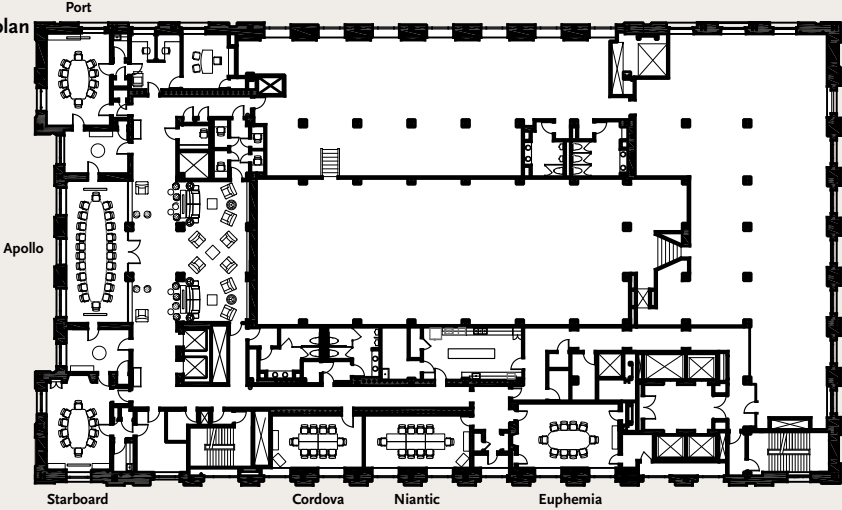 Port
plan
Apollo
Starboard
Cordova
Niantic
Euphemia